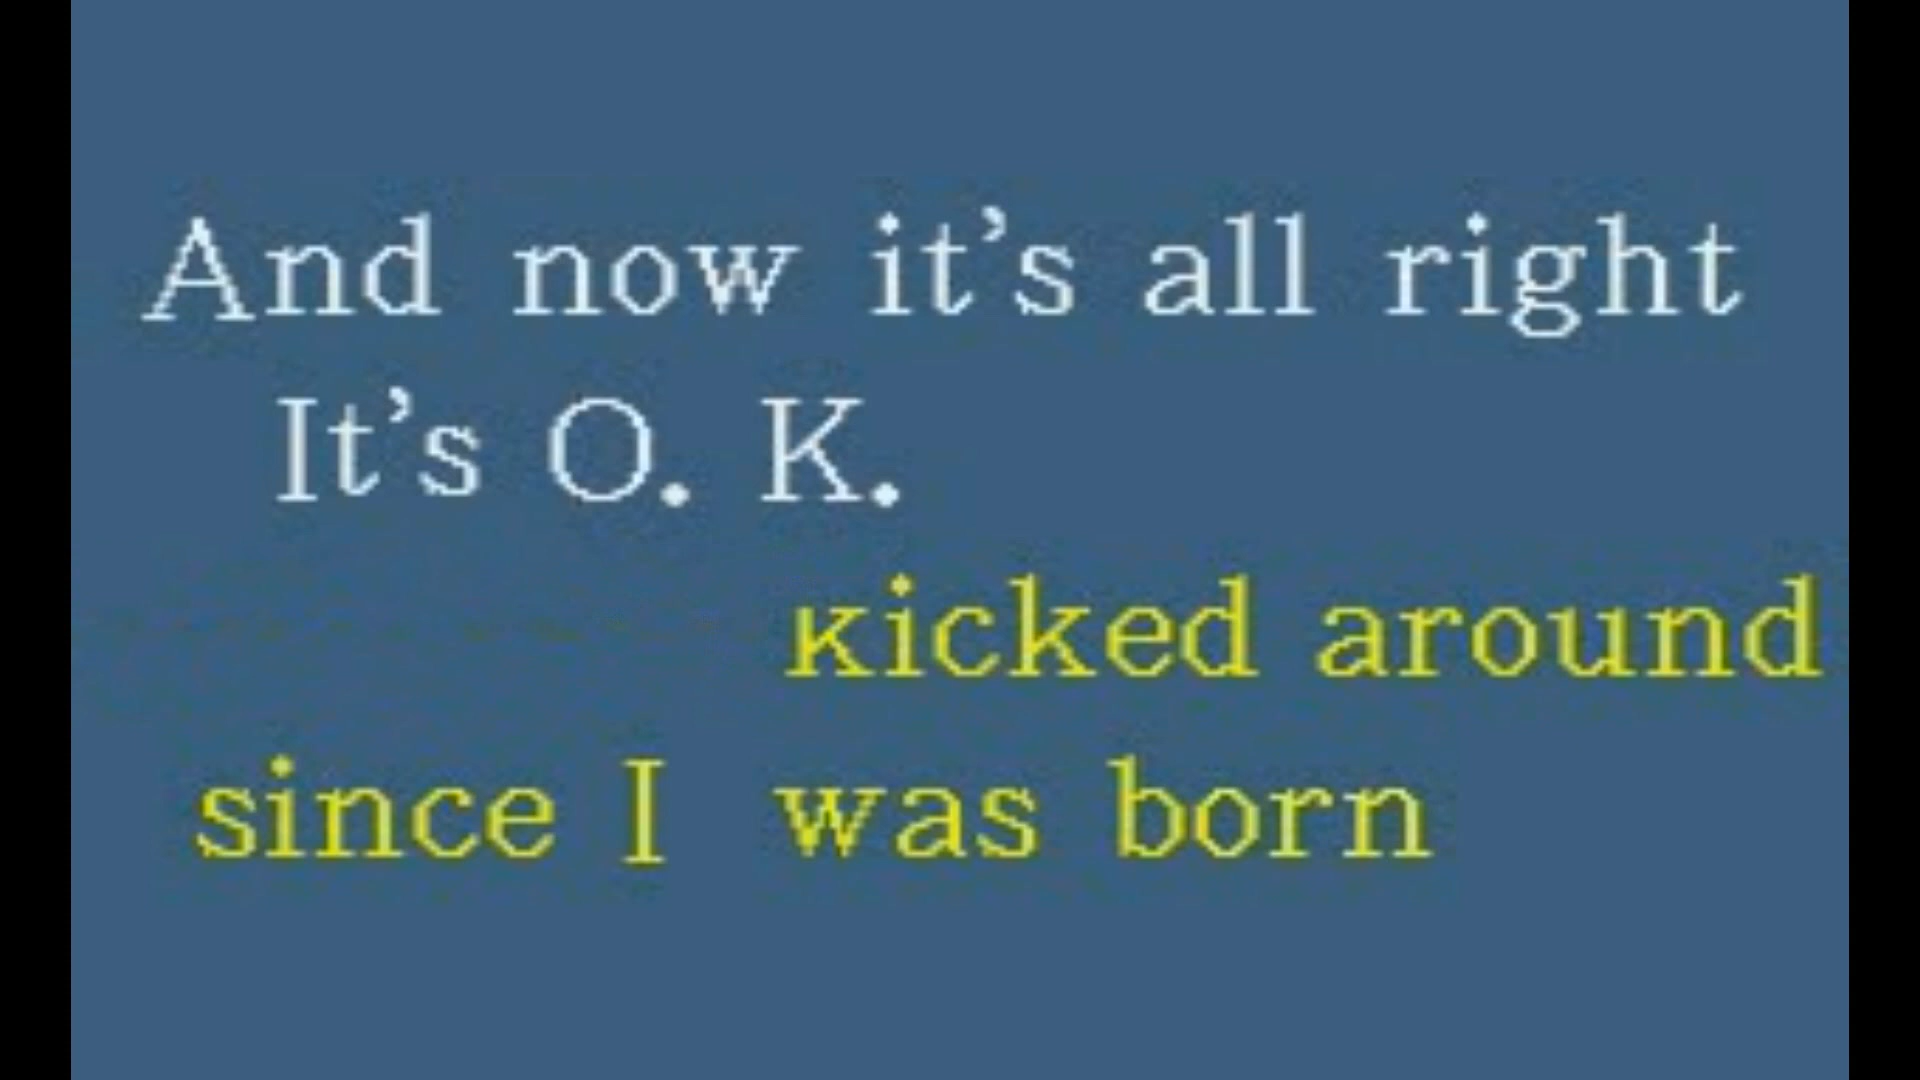 And now it's all right
It's O. K.
kicked around
since I was born